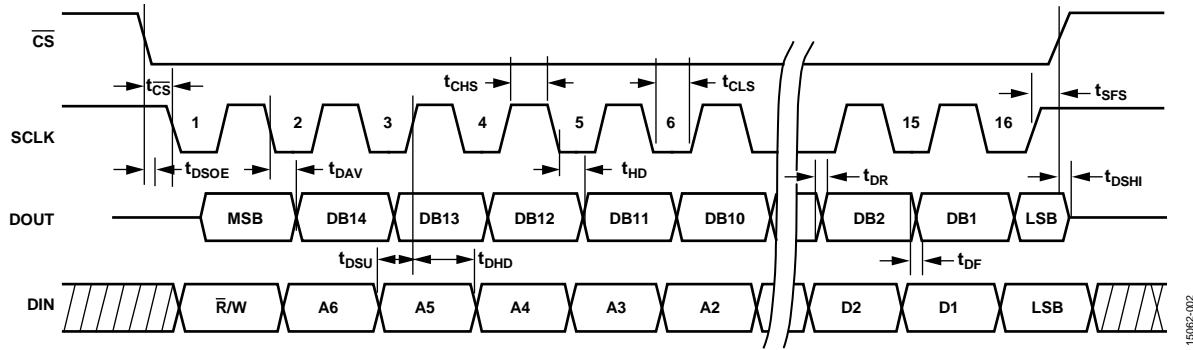 CS
tCS
tCHS
tCLS
tSFS
SCLK
1 2 3 4 5 6 15 16
tDSOE
tDAV
tHD
tDR
tDSHI
DOUT
MSB DB14 DB13 DB12 DB11 DB10 DB2 DB1 LSB
tDSU
tDHD
tDF
DIN
R/W A6 A5 A4 A3 A2 D2 D1 LSB
15062-002